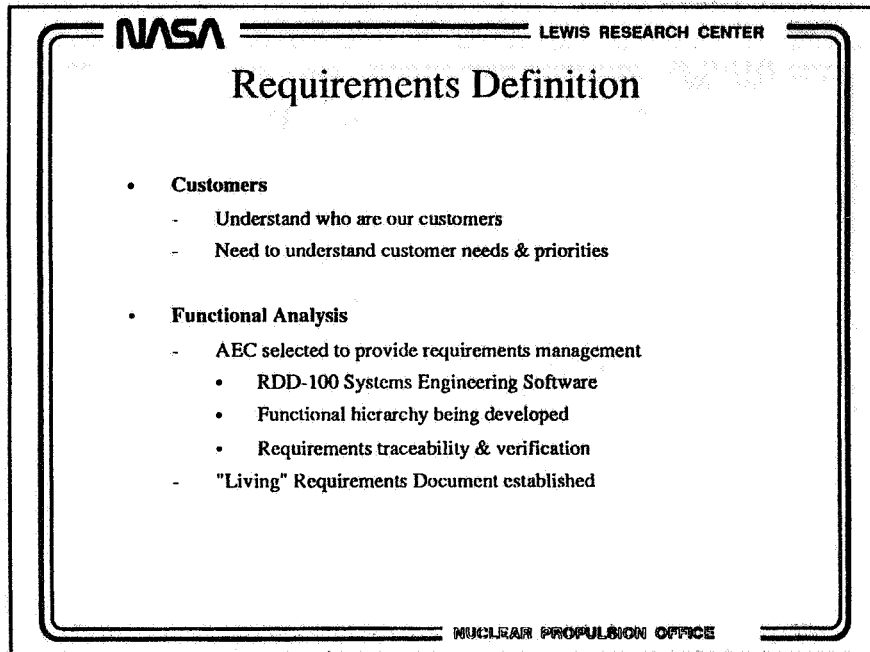 NASA LEWIS RESEARCH CENTER
Requirements Definition
• Customers
- Understand who are our customers
- Need to understand customer needs & priorities
• Functional Analysis
- AEC selected to provide requirements management
• RDD-100 Systems Engineering Software
• Functional hierarchy being developed
• Requirements traceability & verification
- "Living" Requirements Document established
NUCLEAR PROPULSION OFFICE